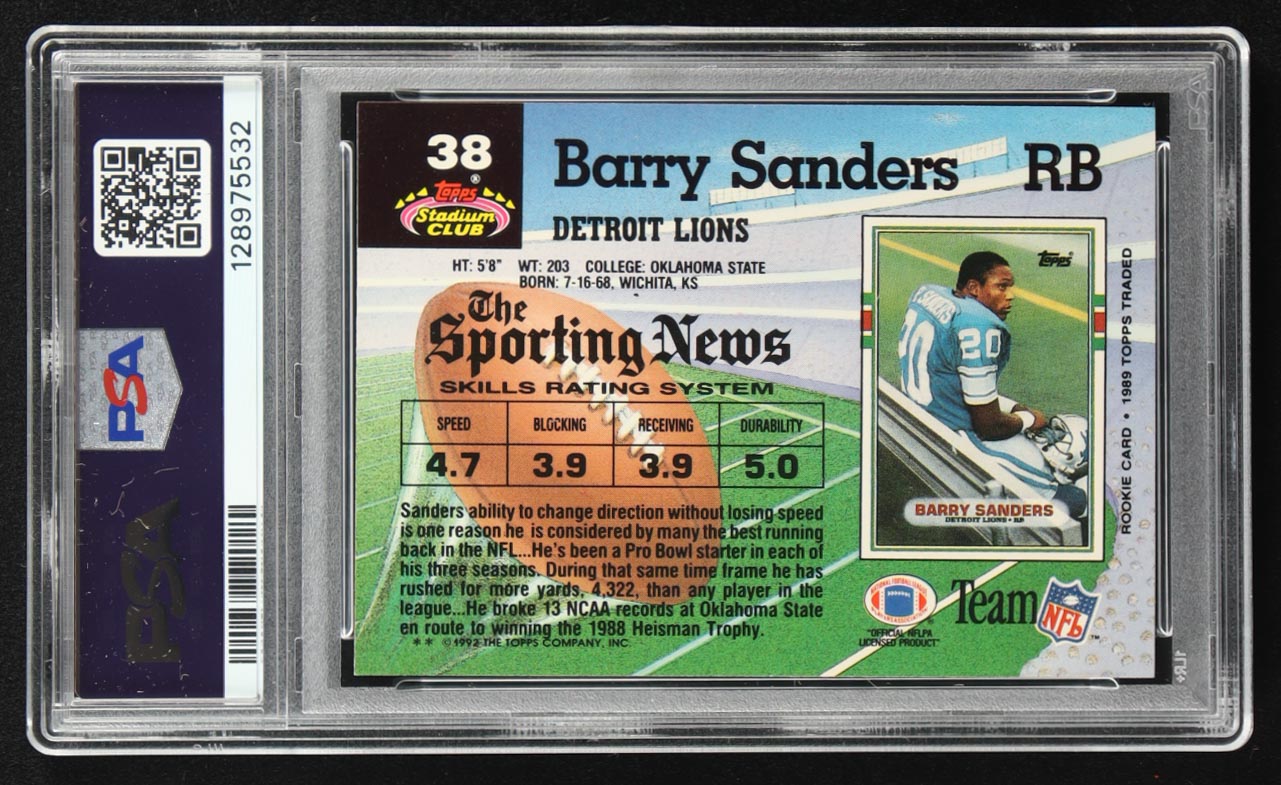 128975532
PSA
PSA
38
Topps®
Stadium
CLUB
Barry Sanders RB
DETROIT LIONS
HT: 5'8" WT: 203 COLLEGE: OKLAHOMA STATE
BORN: 7-16-68, WICHITA, KS
The
Sporting News
SKILLS RATING SYSTEM
SPEED BLOCKING RECEIVING DURABILITY
4.7 3.9 3.9 5.0
Sanders ability to change direction without losing speed
is one reason he is considered by many the best running
back in the NFL...He's been a Pro Bowl starter in each of
his three seasons. During that same time frame he has
rushed for more yards, 4,322, than any player in the
league...He broke 13 NCAA records at Oklahoma State
en route to winning the 1988 Heisman Trophy.
** ©1992 THE TOPPS COMPANY, INC.
Topps®
SANDERS
20
20
BARRY SANDERS
DETROIT LIONS • RB
ROOKIE CARD • 1989 TOPPS TRADED
"OFFICIAL NFLPA
LICENSED PRODUCT"
Team NFL™
PSA